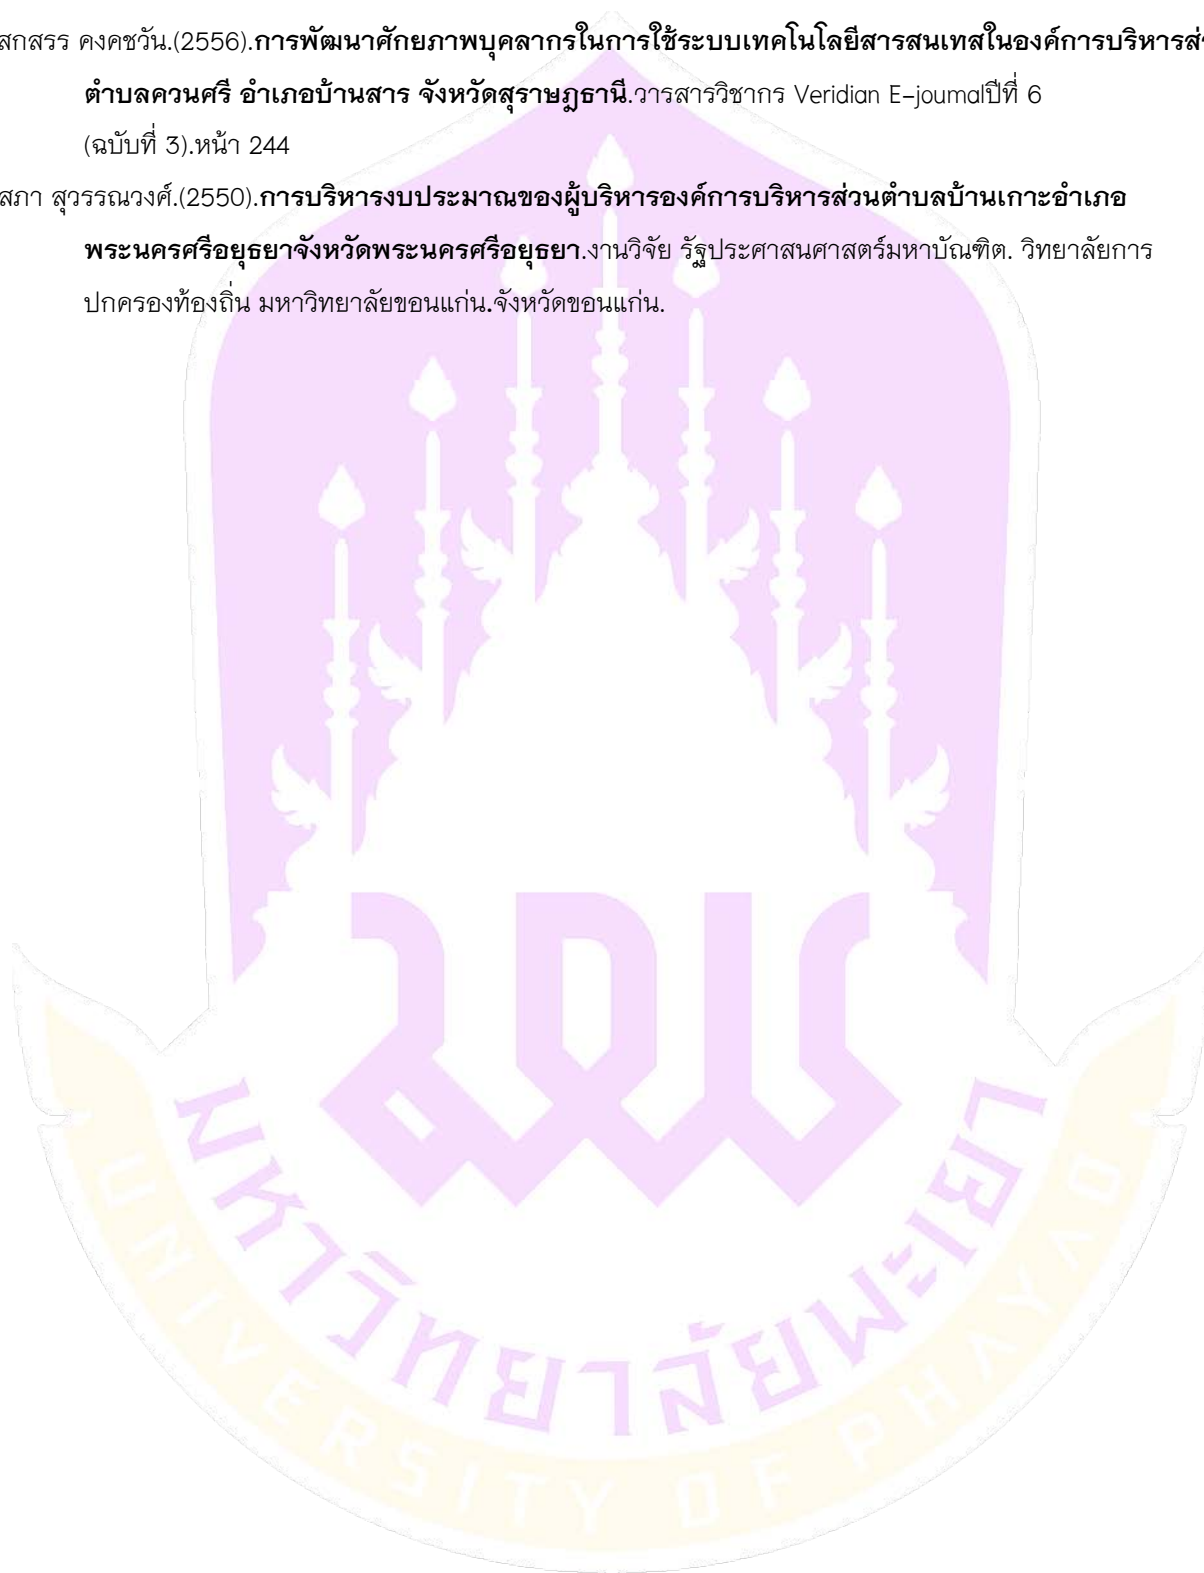 สกสรร คงคชวัน.(2556).การพัฒนาศักยภาพบุคลากรในการใช้ระบบเทคโนโลยีสารสนเทสในองค์การบริหารส่
ตำบลควนศรี อำเภอบ้านสาร จังหวัดสุราษฎธานี.วารสารวิชากร Veridian E-joumalปีที่ 6
(ฉบับที่ 3).หน้า 244
สภา สุวรรณวงศ์.(2550).การบริหารงบประมาณของผู้บริหารองค์การบริหารส่วนตำบลบ้านเกาะอำเภอ
พระนครศรีอยุธยาจังหวัดพระนครศรีอยุธยา.งานวิจัย รัฐประศาสนศาสตร์มหาบัณฑิต. วิทยาลัยการ
ปกครองท้องถิ่น มหาวิทยาลัยขอนแก่น.จังหวัดขอนแก่น.
มหาวิทยาลัยพะเยา
UNIVERSITY OF PHAYAO